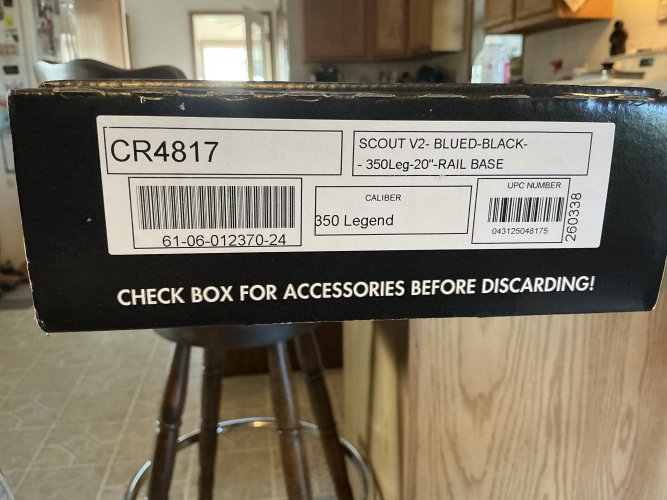 CR4817
SCOUT V2- BLUED-BLACK-
- 350Leg-20"-RAIL BASE
61-06-012370-24
CALIBER
350 Legend
UPC NUMBER
043125048175
260338
CHECK BOX FOR ACCESSORIES BEFORE DISCARDING!